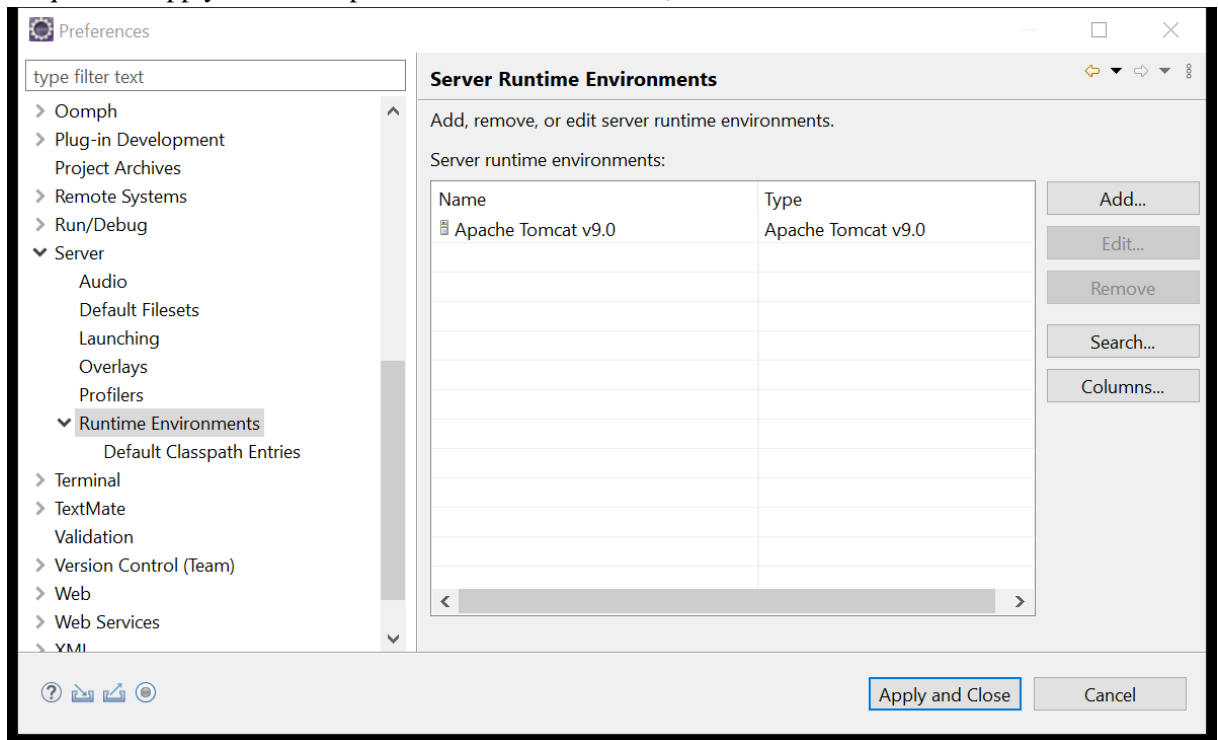 Preferences
type filter text
Oomph
Plug-in Development
Project Archives
Remote Systems
Run/Debug
Server
Audio
Default Filesets
Launching
Overlays
Profilers
Runtime Environments
Default Classpath Entries
Terminal
TextMate
Validation
Version Control (Team)
Web
Web Services
XML
Server Runtime Environments
Add, remove, or edit server runtime environments.
Server runtime environments:
Name Type
Apache Tomcat v9.0 Apache Tomcat v9.0
Add...
Edit...
Remove
Search...
Columns...
Apply and Close Cancel